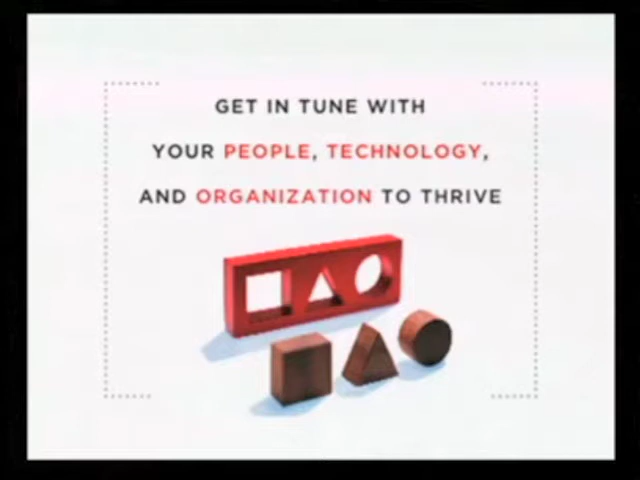 GET IN TUNE WITH
YOUR PEOPLE, TECHNOLOGY,
AND ORGANIZATION TO THRIVE